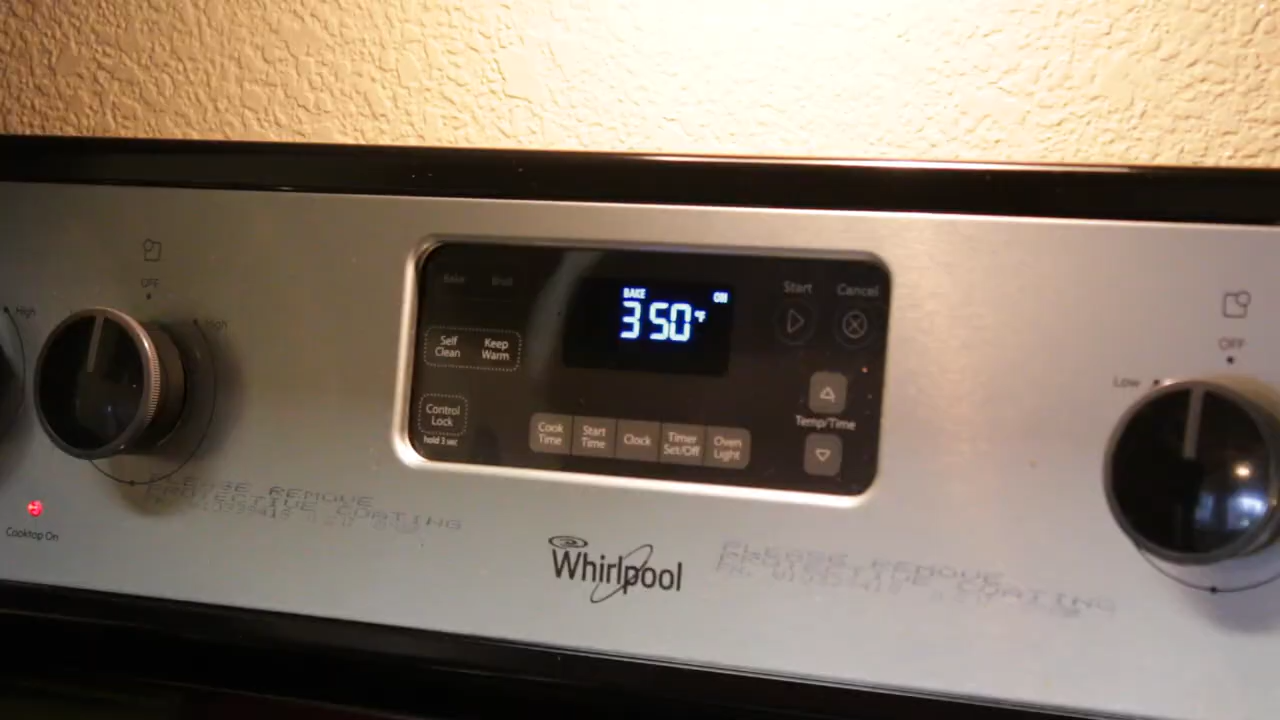 OFF
High
High
Cooktop On
Bake Broil
Self Clean
Keep Warm
Control Lock
hold 3 sec
BAKE ON
350°F
Start Cancel
Cook Time
Start Time
Clock
Timer Set/Off
Oven Light
Temp/Time
OFF
Low
PLEASE REMOVE
PROTECTIVE COATING
Whirlpool
PLEASE REMOVE
PROTECTIVE COATING